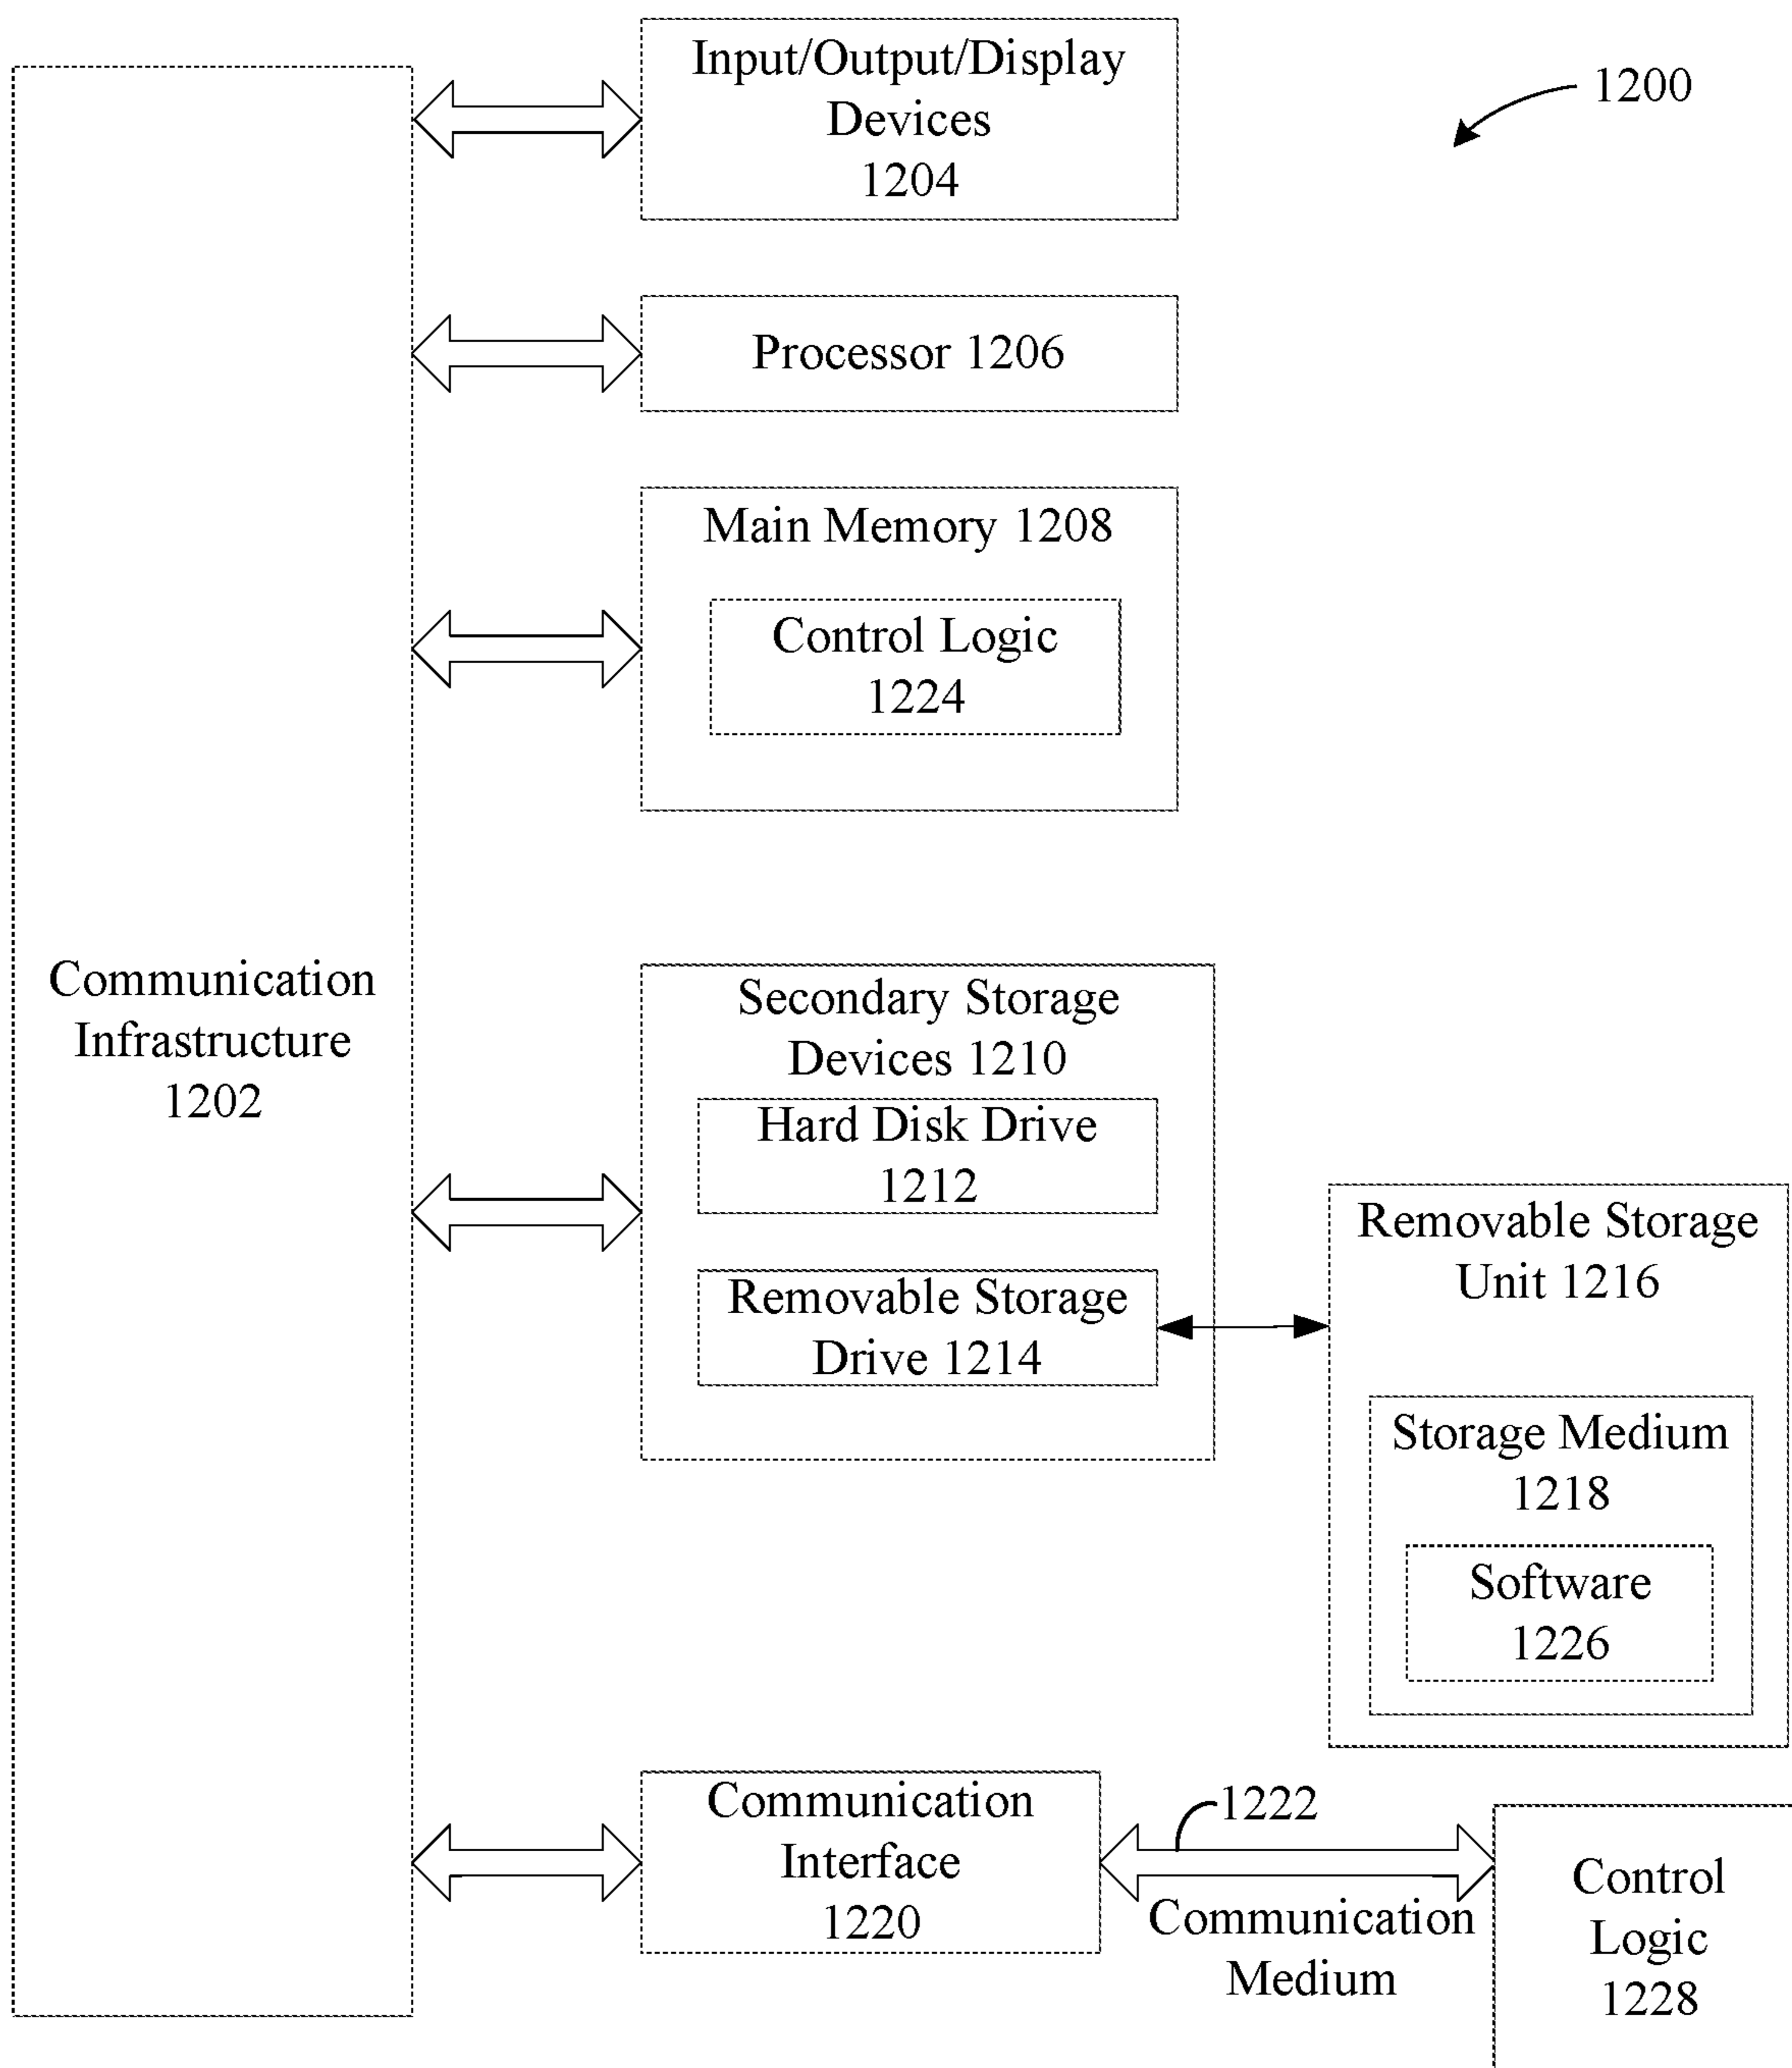 Input/Output/Display
Devices
1204
1200
Processor 1206
Main Memory 1208
Control Logic
1224
Communication
Infrastructure
1202
Secondary Storage
Devices 1210
Hard Disk Drive
1212
Removable Storage
Drive 1214
Removable Storage
Unit 1216
Storage Medium
1218
Software
1226
Communication
Interface
1220
1222
Communication
Medium
Control
Logic
1228